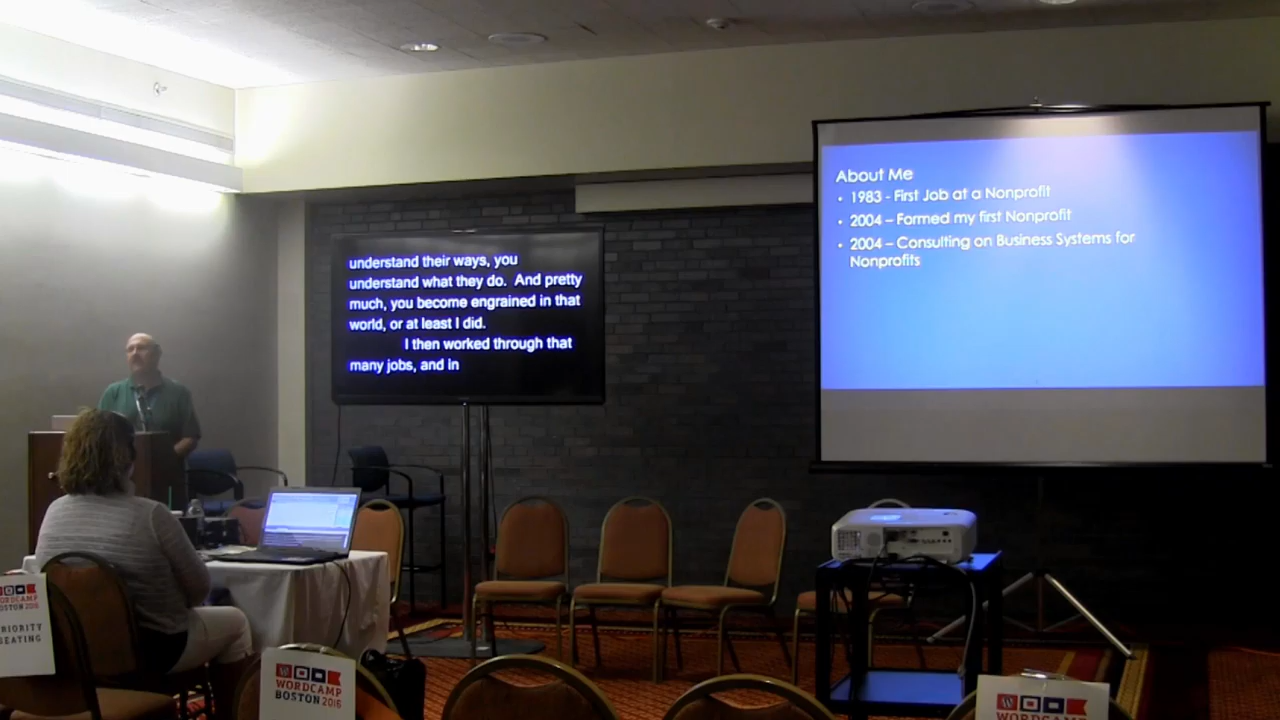 understand their ways, you
understand what they do. And pretty
much, you become engrained in that
world, or at least I did.
I then worked through that
many jobs, and in
About Me
• 1983 - First Job at a Nonprofit
• 2004 – Formed my first Nonprofit
• 2004 – Consulting on Business Systems for
Nonprofits
WORDCAMP
BOSTON 2016
RIORITY
EATING
WORDCAMP
BOSTON 2016
WORDCAMP